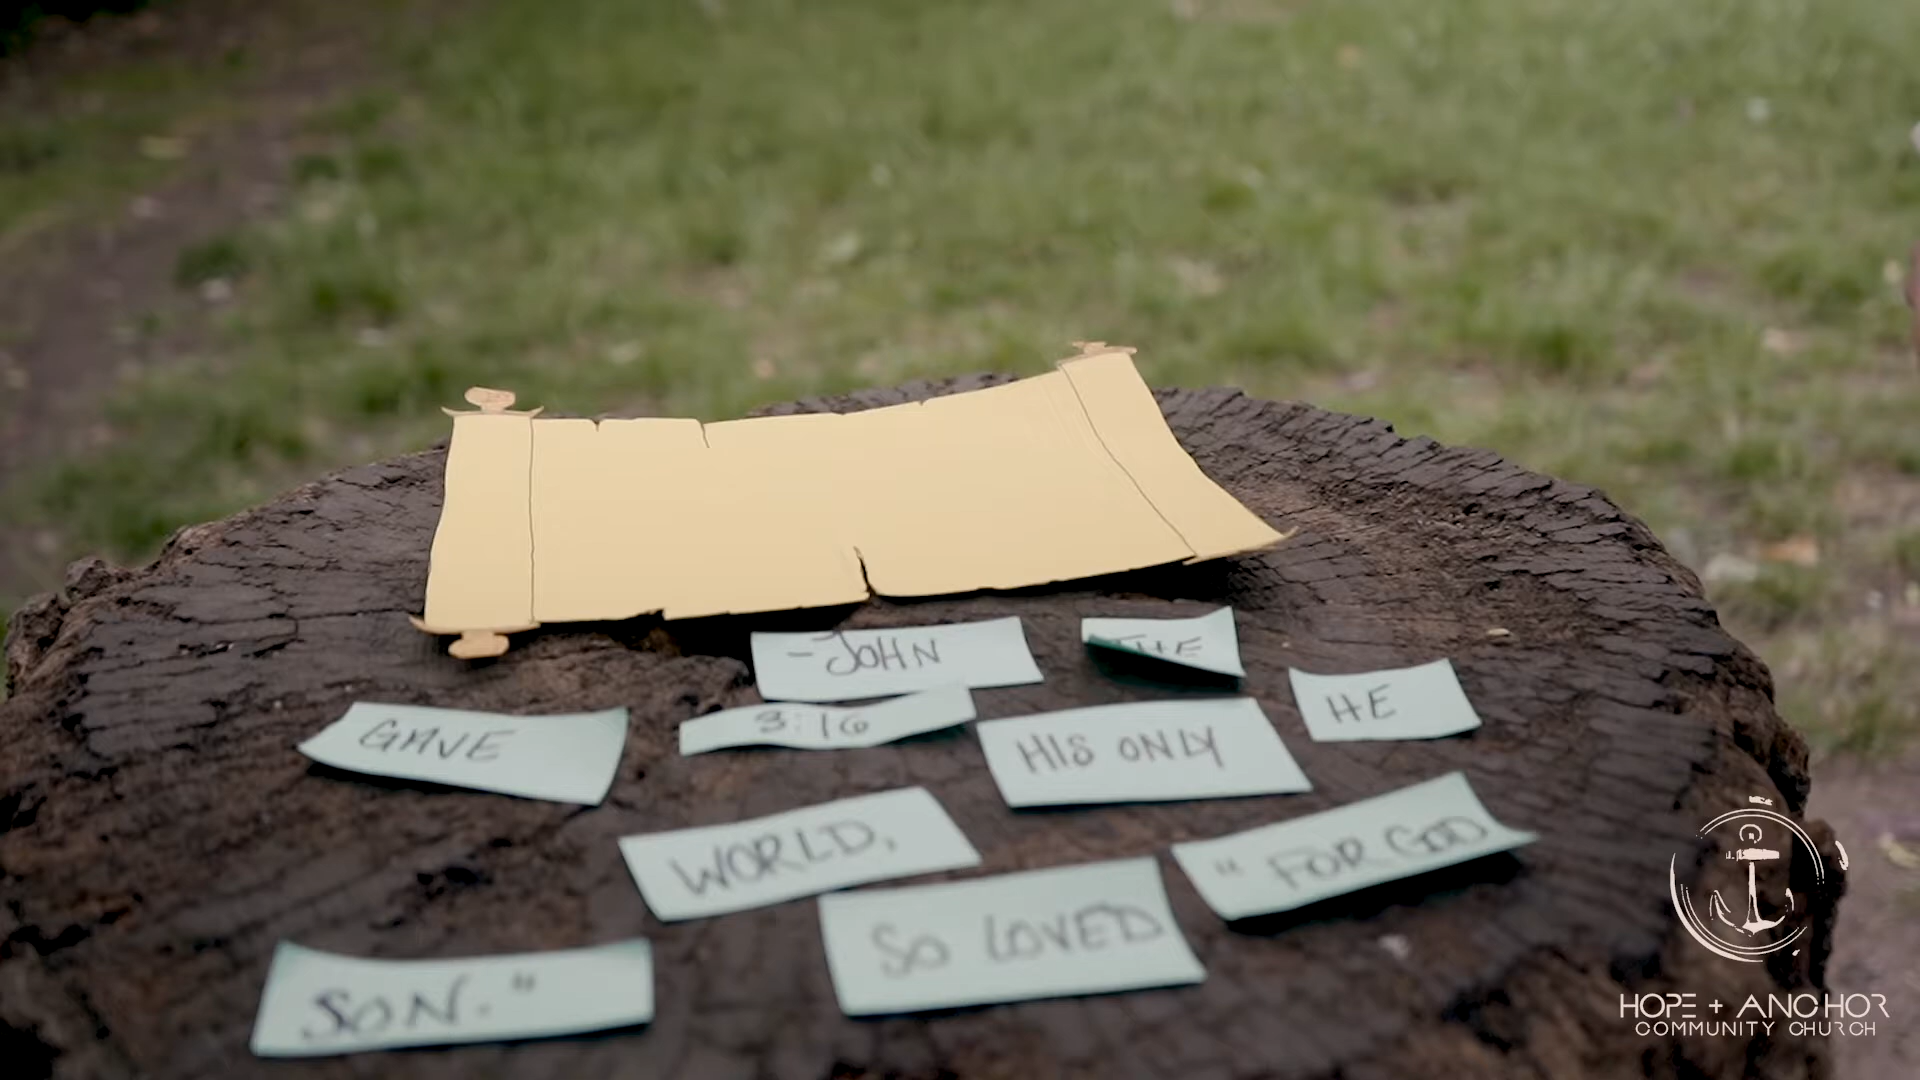 -JOHN
THE
HE
GAVE
3:16
HIS ONLY
WORLD,
" FOR GOD
SO LOVED
SON."
HOPE + ANCHOR
COMMUNITY CHURCH